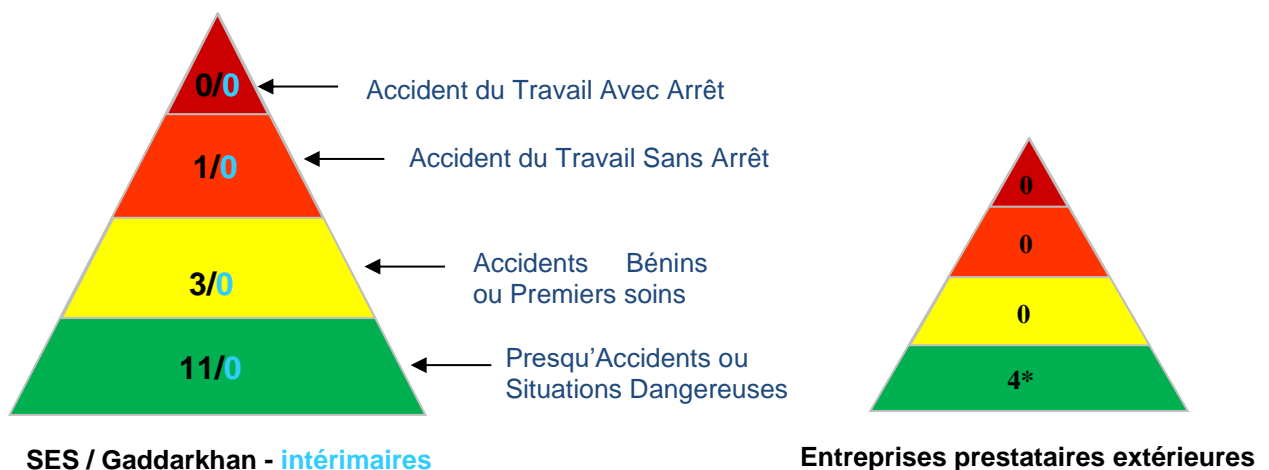 0/0
Accident du Travail Avec Arrêt
1/0
Accident du Travail Sans Arrêt
3/0
Accidents Bénins
ou Premiers soins
11/0
Presqu'Accidents ou
Situations Dangereuses
SES / Gaddarkhan - intérimaires
0
0
0
4*
Entreprises prestataires extérieures